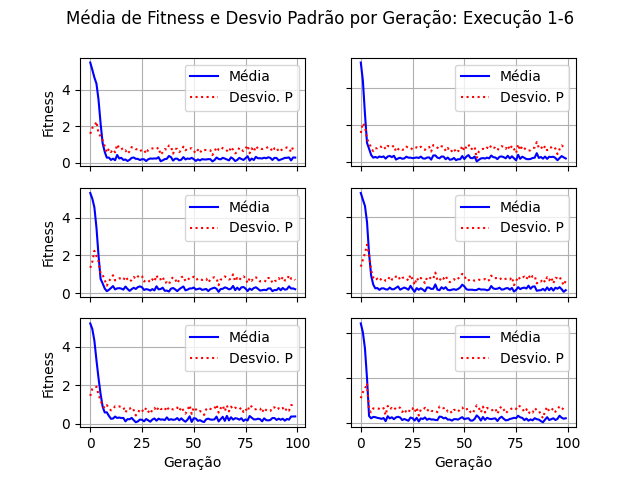 Média de Fitness e Desvio Padrão por Geração: Execução 1-6
Fitness
4
2
0
Média
Desvio. P
Média
Desvio. P
Fitness
4
2
0
Média
Desvio. P
Média
Desvio. P
Fitness
4
2
0
Média
Desvio. P
Média
Desvio. P
0 25 50 75 100
0 25 50 75 100
Geração
Geração